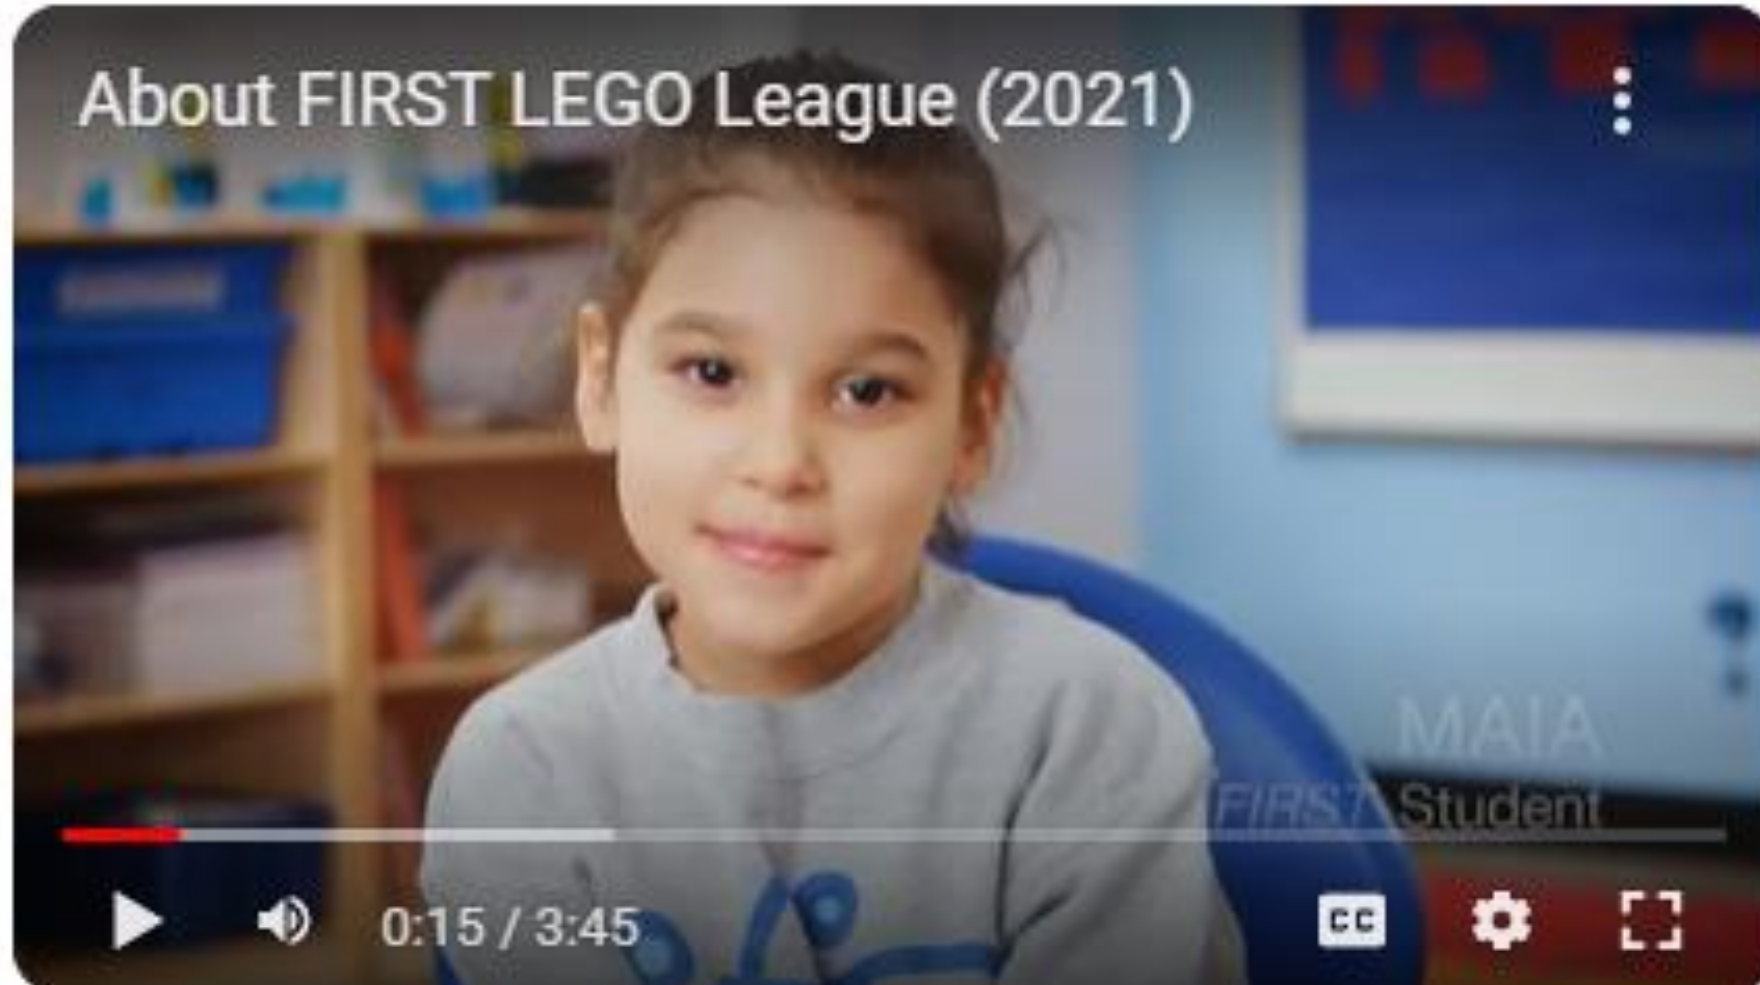 About FIRST LEGO League (2021)
MAIA
FIRST Student
0:15 / 3:45
CC